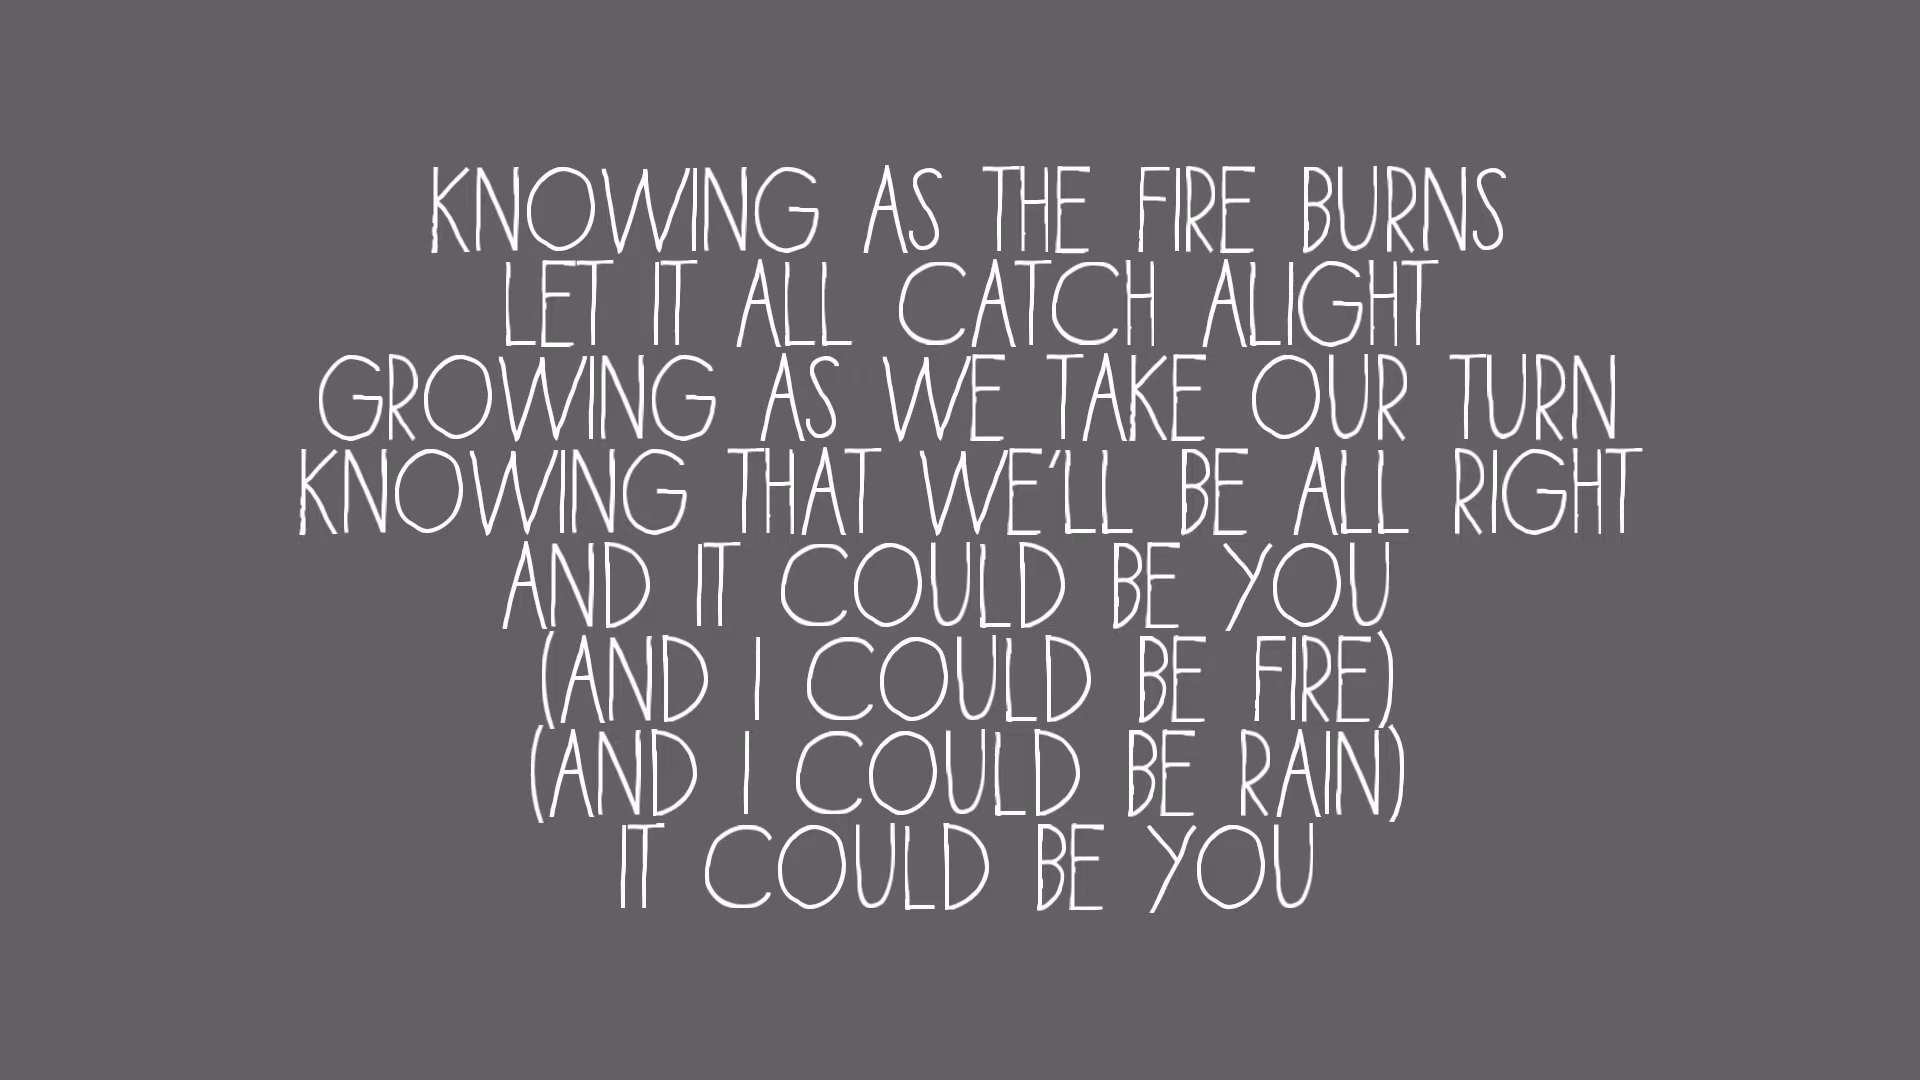 KNOWING AS THE FIRE BURNS
LET IT ALL CATCH ALIGHT
GROWING AS WE TAKE OUR TURN
KNOWING THAT WE'LL BE ALL RIGHT
AND IT COULD BE YOU
(AND I COULD BE FIRE)
(AND I COULD BE RAIN)
IT COULD BE YOU